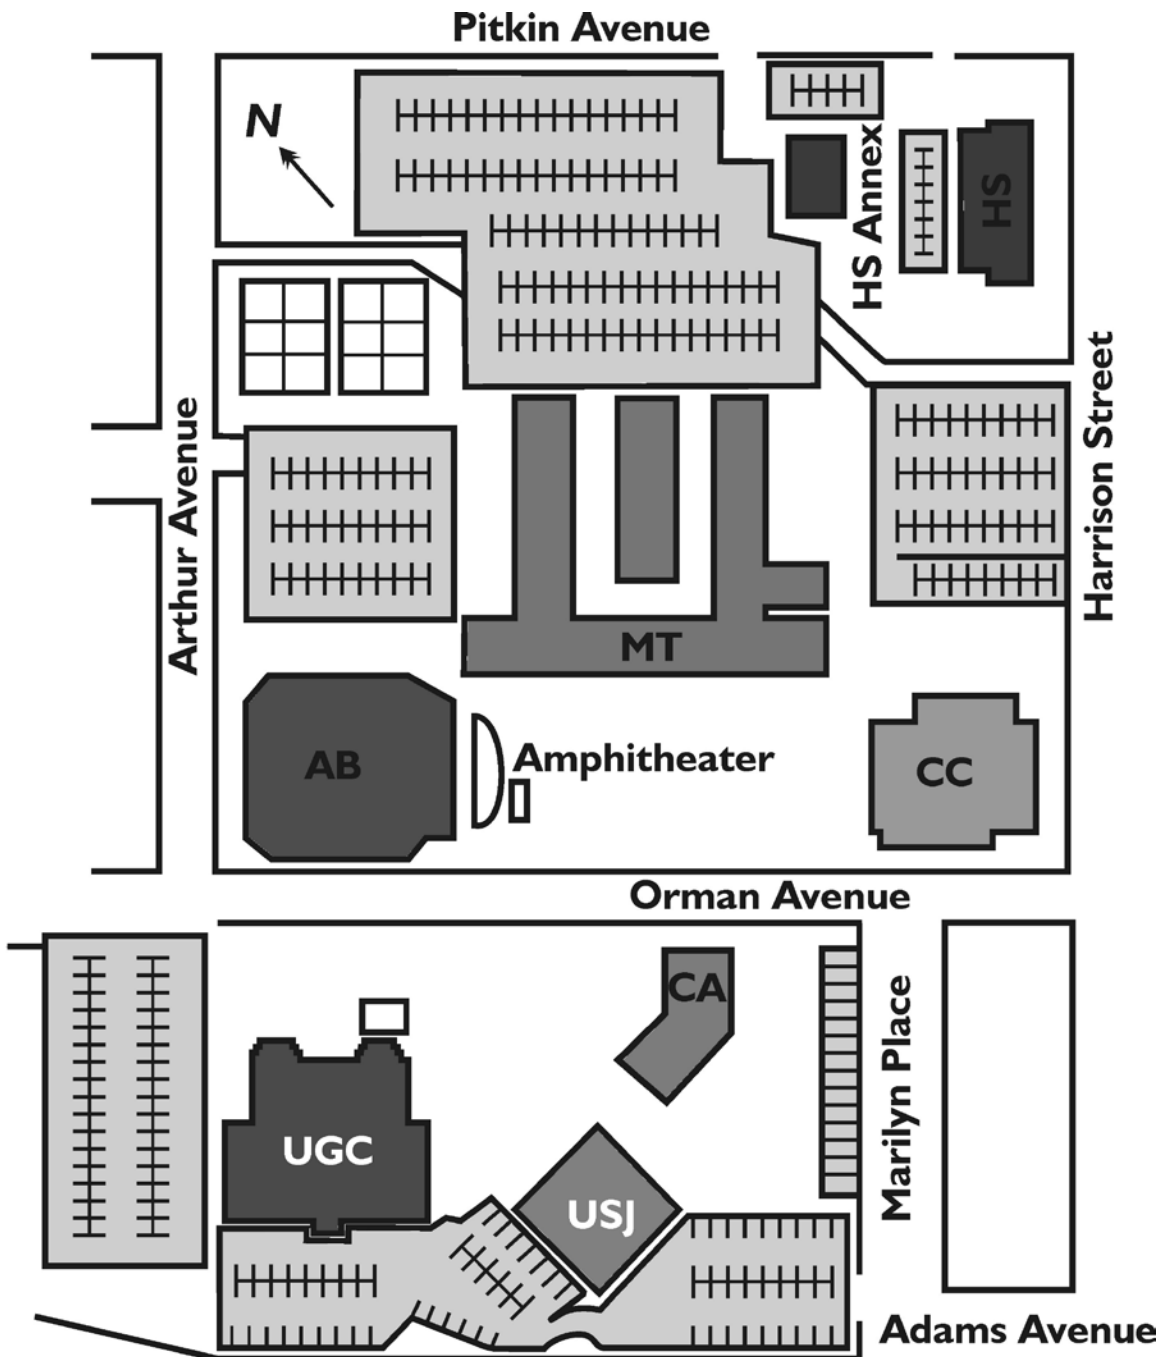 Pitkin Avenue
N
HS Annex
HS
Arthur Avenue
Harrison Street
MT
AB
Amphitheater
CC
Orman Avenue
CA
Marilyn Place
UGC
USJ
Adams Avenue